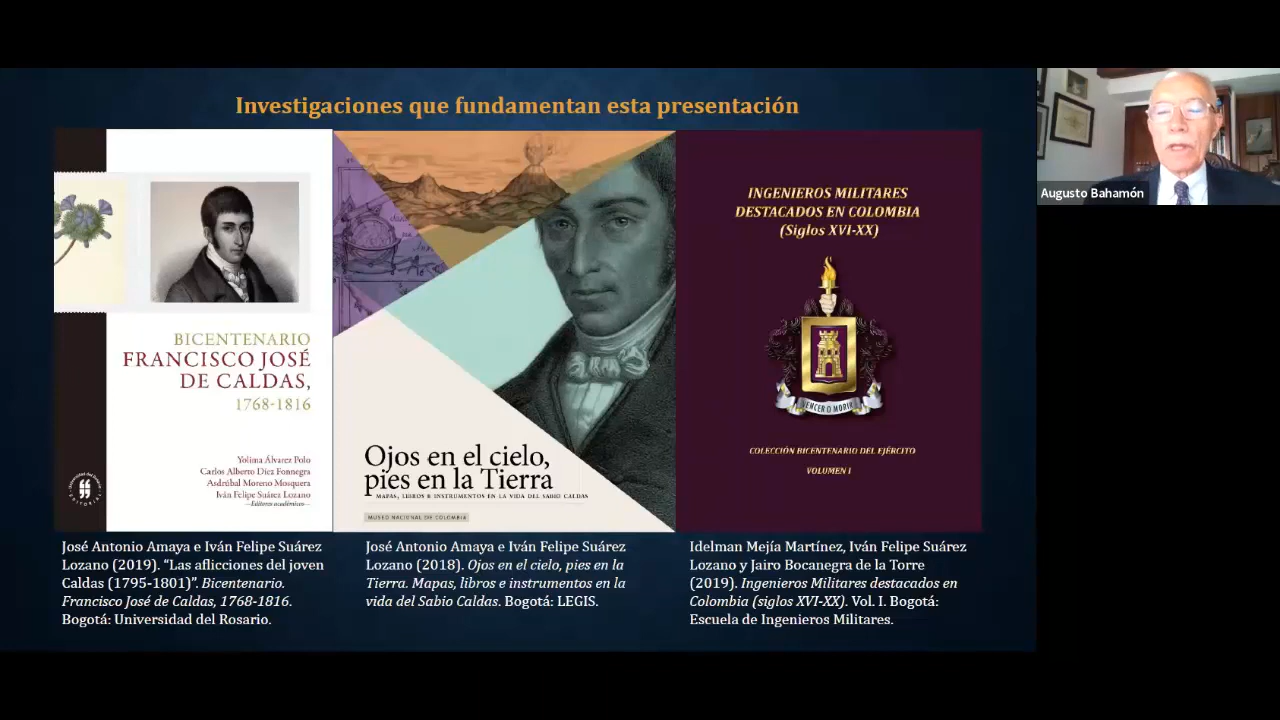 Investigaciones que fundamentan esta presentación
Augusto Bahamón
BICENTENARIO
FRANCISCO JOSÉ
DE CALDAS,
1768-1816
Yolima Álvarez Polo
Carlos Alberto Díez Fonnegra
Asdrúbal Moreno Mosquera
Iván Felipe Suárez Lozano
—Editores académicos—
Ojos en el cielo,
pies en la Tierra
MAPAS, LIBROS E INSTRUMENTOS EN LA VIDA DEL SABIO CALDAS
MUSEO NACIONAL DE COLOMBIA
INGENIEROS MILITARES
DESTACADOS EN COLOMBIA
(Siglos XVI-XX)
VENCER O MORIR
COLECCIÓN BICENTENARIO DEL EJÉRCITO
VOLUMEN I
José Antonio Amaya e Iván Felipe Suárez
Lozano (2019). “Las aflicciones del joven
Caldas (1795-1801)”. Bicentenario.
Francisco José de Caldas, 1768-1816.
Bogotá: Universidad del Rosario.
José Antonio Amaya e Iván Felipe Suárez
Lozano (2018). Ojos en el cielo, pies en la
Tierra. Mapas, libros e instrumentos en la
vida del Sabio Caldas. Bogotá: LEGIS.
Idelman Mejía Martínez, Iván Felipe Suárez
Lozano y Jairo Bocanegra de la Torre
(2019). Ingenieros Militares destacados en
Colombia (siglos XVI-XX). Vol. I. Bogotá:
Escuela de Ingenieros Militares.